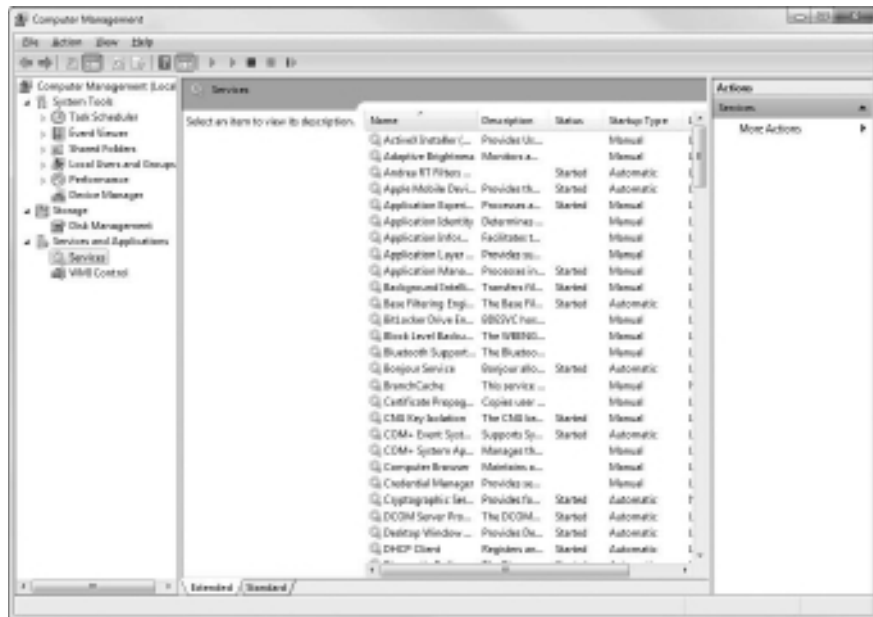 Computer Management
File Action View Help
Computer Management (Local
System Tools
Task Scheduler
Event Viewer
Shared Folders
Local Users and Groups
Performance
Device Manager
Storage
Disk Management
Services and Applications
Services
WMI Control
Services
Select an item to view its description.
Name Description Status Startup Type
ActiveX Installer (... Provides Us... Manual
Adaptive Brightness Monitors a... Manual
Andrea RT Filters ... Started Automatic
Apple Mobile Devi... Provides th... Started Automatic
Application Experi... Processes a... Started Manual
Application Identity Determines ... Manual
Application Infor... Facilitates t... Manual
Application Layer ... Provides su... Manual
Application Mana... Processes in... Started Manual
Background Intelli... Transfers fil... Started Manual
Base Filtering Engi... The Base Fil... Started Automatic
BitLocker Drive En... BDESVC hos... Manual
Block Level Backu... The WBENG... Manual
Bluetooth Support... The Bluetoo... Manual
Bonjour Service Bonjour allo... Started Automatic
BranchCache This service ... Manual
Certificate Propag... Copies user ... Manual
CNG Key Isolation The CNG ke... Started Manual
COM+ Event Syst... Supports Sy... Started Automatic
COM+ System Ap... Manages th... Manual
Computer Browser Maintains a... Manual
Credential Manager Provides se... Manual
Cryptographic Ser... Provides fo... Started Automatic
DCOM Server Pro... The DCOM... Started Automatic
Desktop Window ... Provides De... Started Automatic
DHCP Client Registers an... Started Automatic
Extended Standard
Actions
Services
More Actions